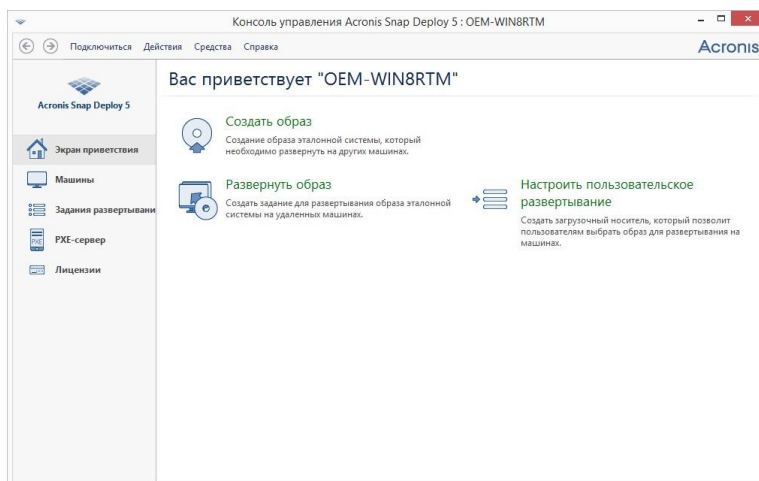 Консоль управления Acronis Snap Deploy 5 : OEM-WIN8RTM
Подключиться Действия Средства Справка
Acronis
Acronis Snap Deploy 5
Экран приветствия
Машины
Задания развертывани
PXE-сервер
PXE
Лицензии
Вас приветствует "OEM-WIN8RTM"
Создать образ
Создание образа эталонной системы, который
необходимо развернуть на других машинах.
Развернуть образ
Создать задание для развертывания образа эталонной
системы на удаленных машинах.
Настроить пользовательское
развертывание
Создать загрузочный носитель, который позволит
пользователям выбрать образ для развертывания на
машинах.